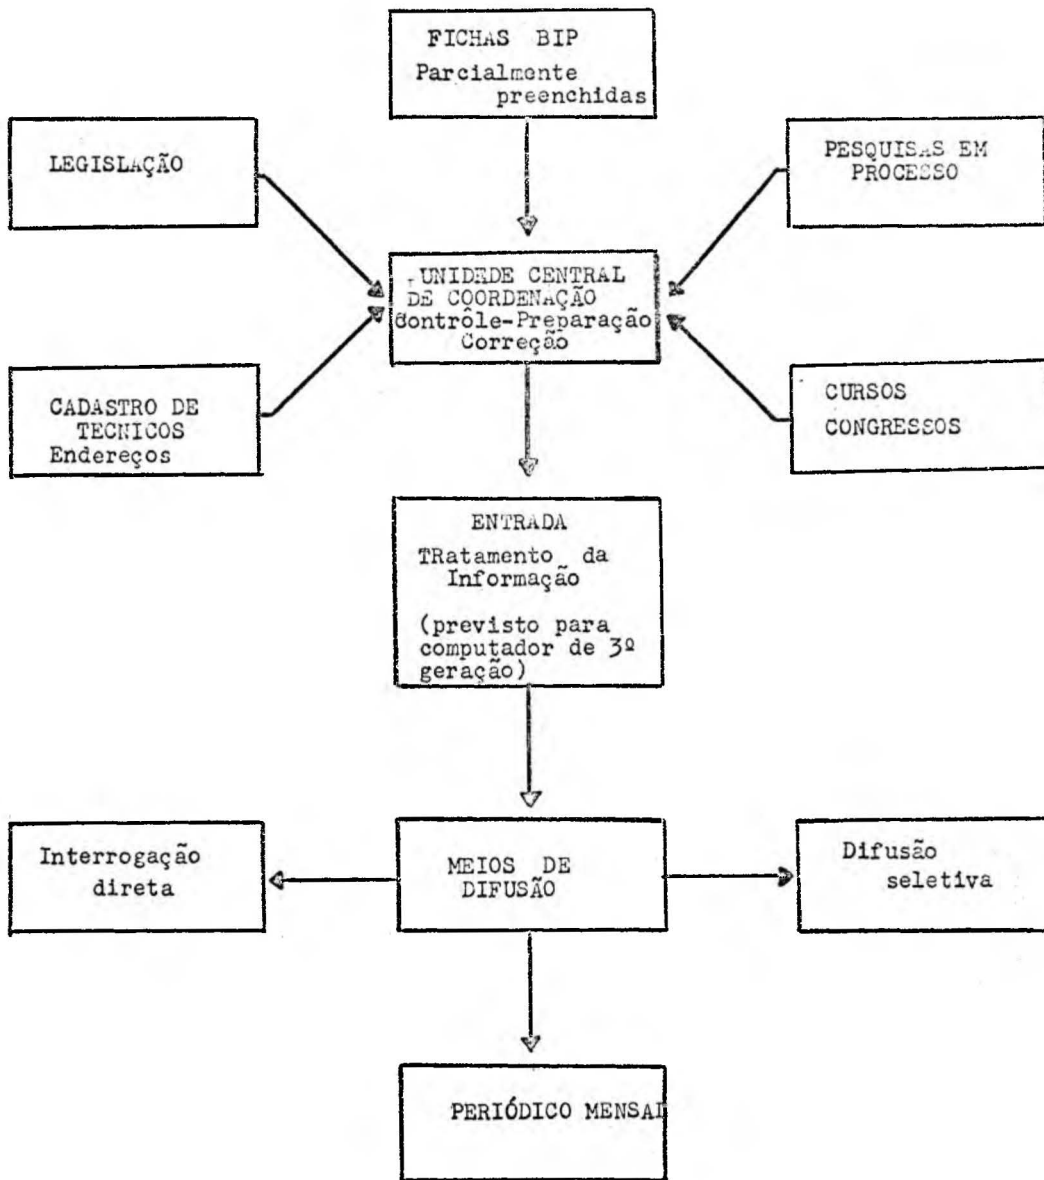 FICHAS BIP
Parcialmente
preenchidas
LEGISLAÇÃO
PESQUISAS EM
PROCESSO
UNIDEDE CENTRAL
DE COORDENAÇÃO
Contrôle-Preparação
Correção
CADASTRO DE
TECNICOS
Endereços
CURSOS
CONGRESSOS
ENTRADA
TRatamento da
Informação
(previsto para
computador de 3º
geração)
Interrogação
direta
MEIOS DE
DIFUSÃO
Difusão
seletiva
PERIÓDICO MENSAL